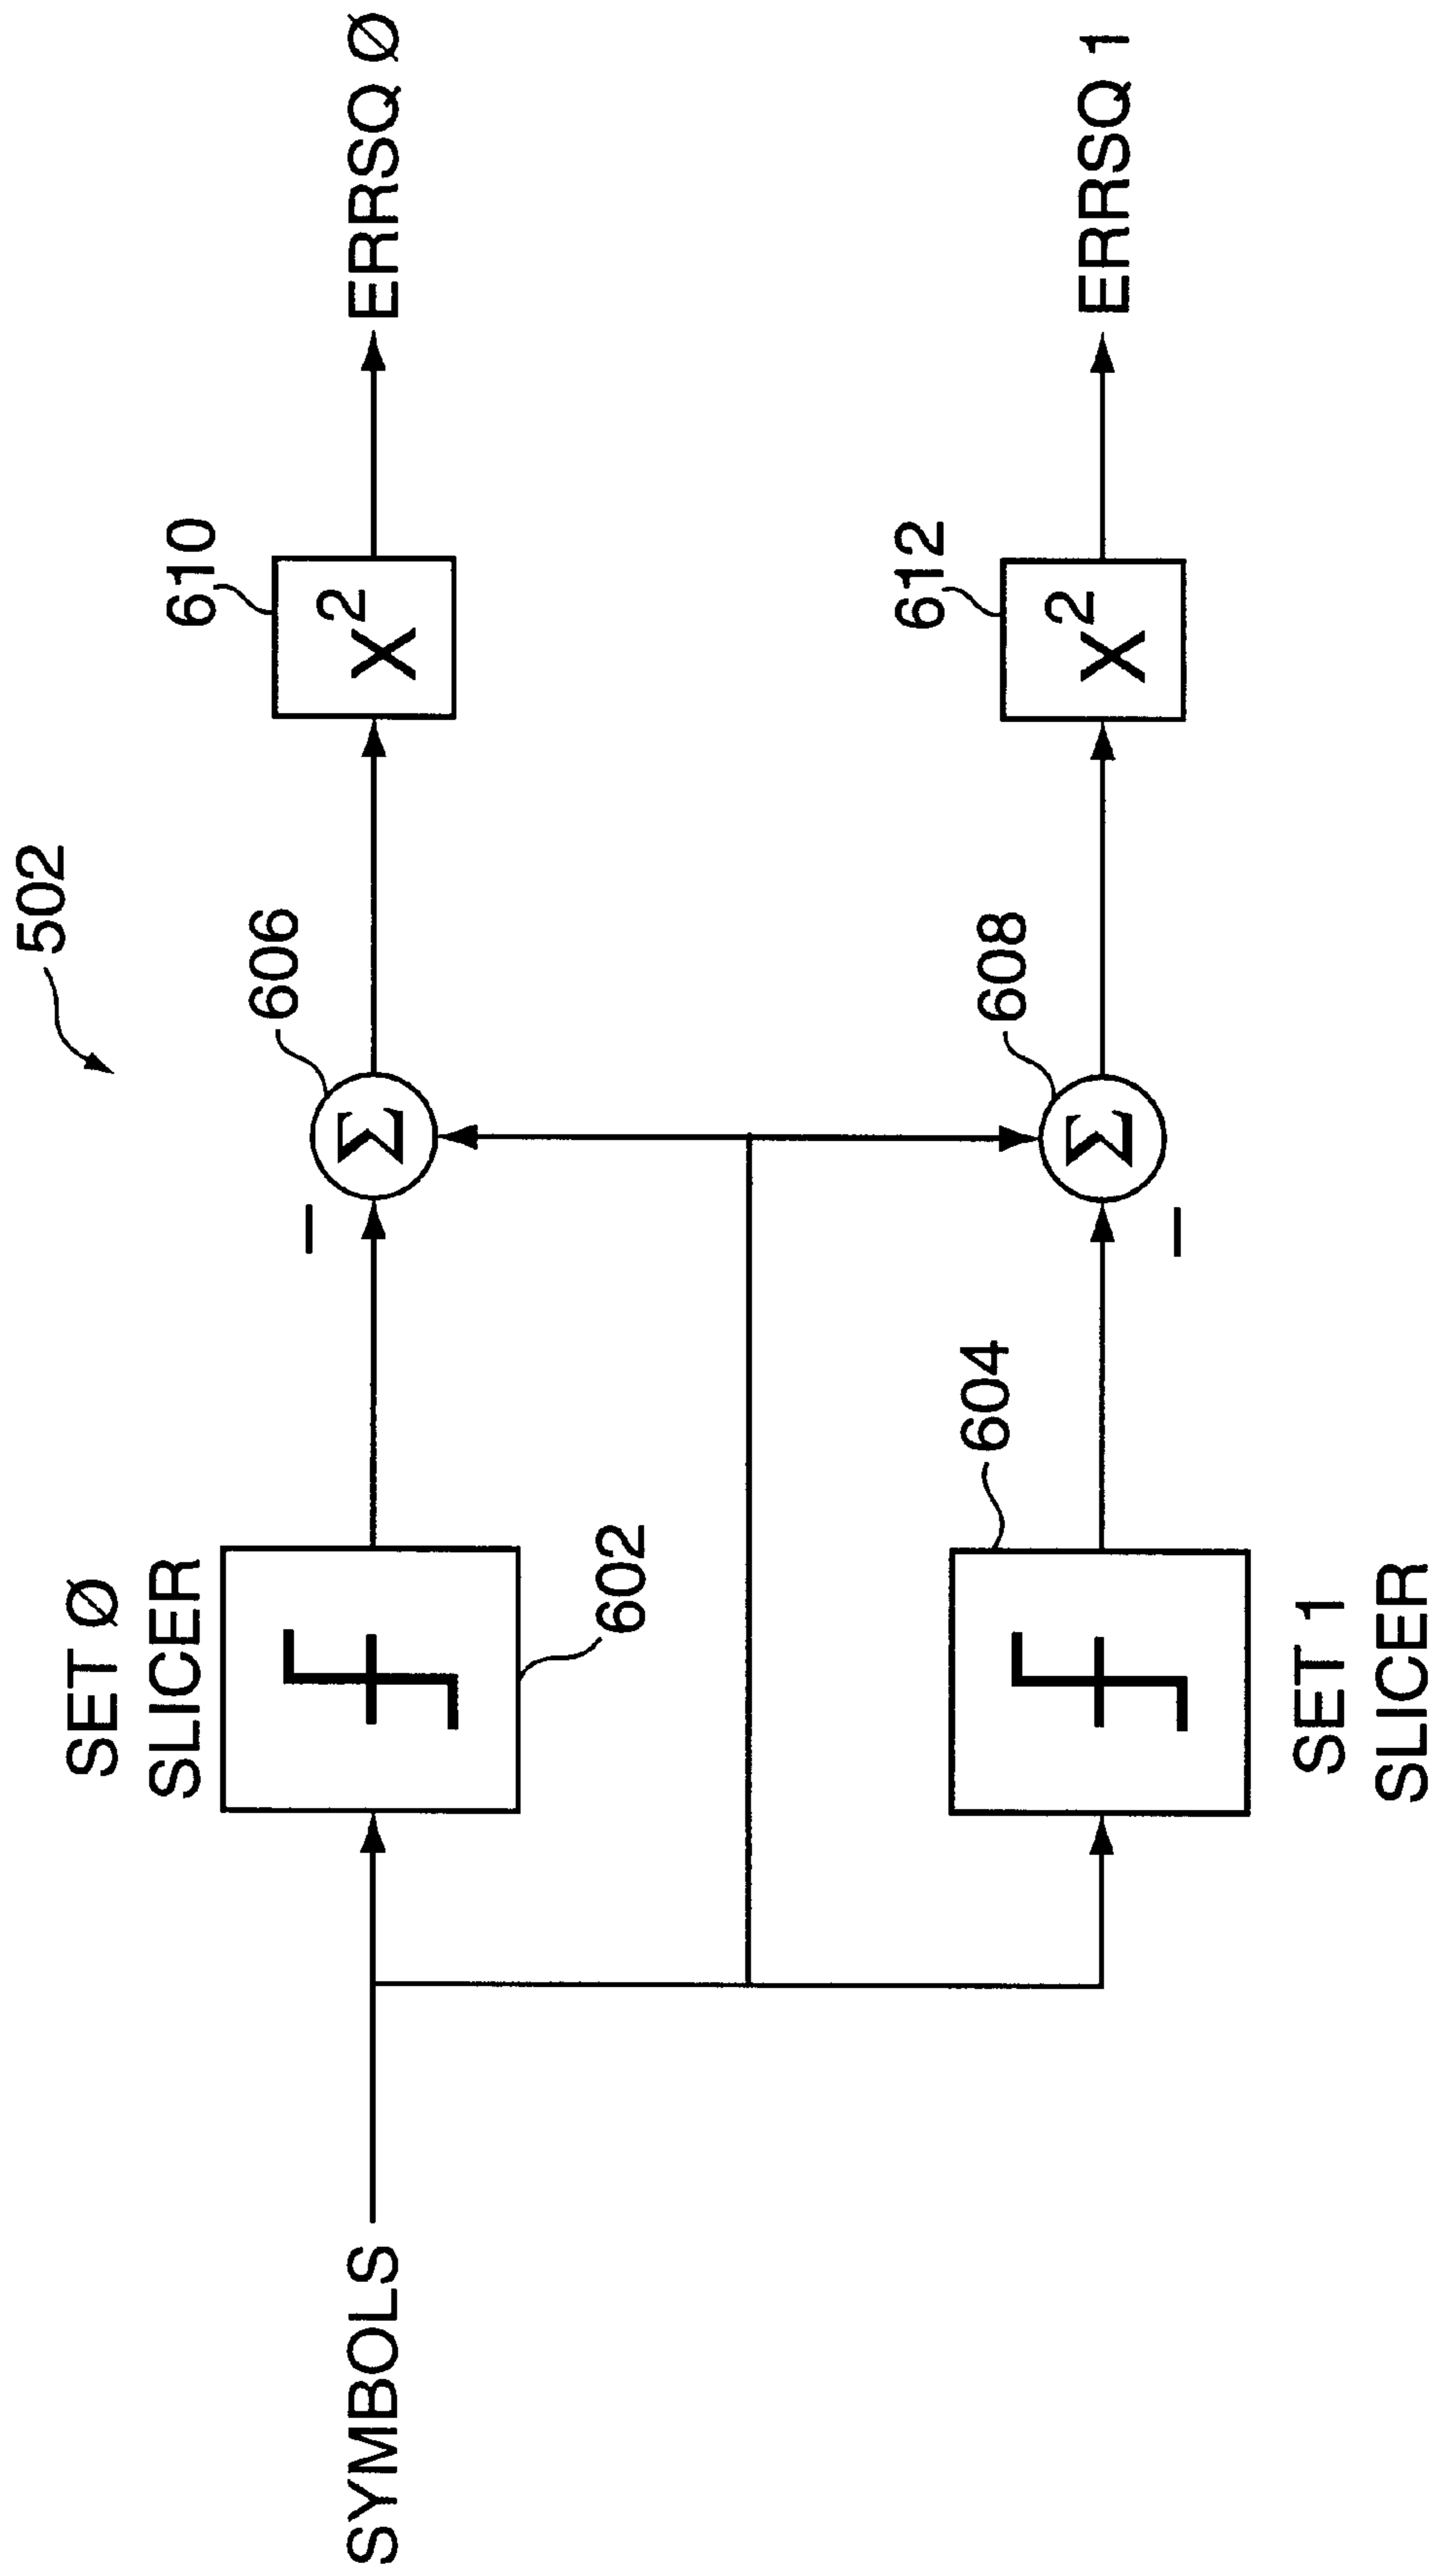 502
SET Ø
SLICER
602
606
610
X²
Σ
ERRSQ Ø
SYMBOLS
604
608
612
X²
Σ
ERRSQ 1
SET 1
SLICER